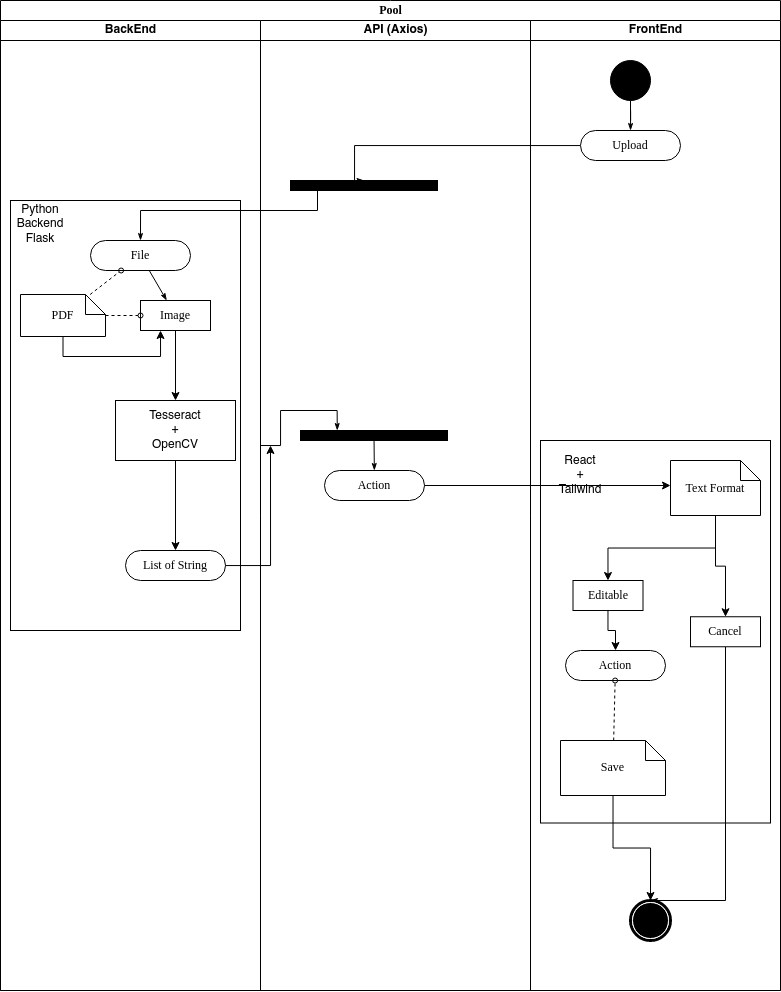 Pool
BackEnd
API (Axios)
FrontEnd
Upload
Python
Backend
Flask
File
PDF
Image
Tesseract
+
OpenCV
List of String
Action
React
+
Tailwind
Text Format
Editable
Cancel
Action
Save